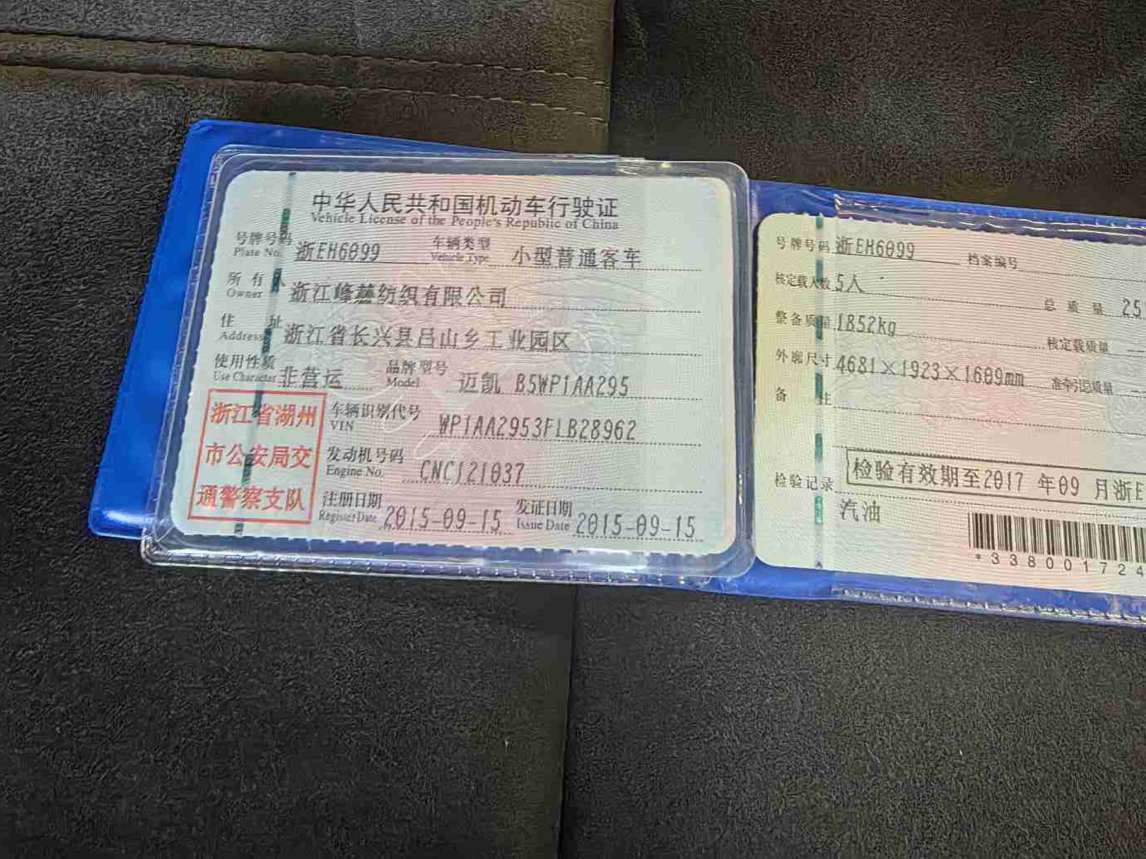 中华人民共和国机动车行驶证
Vehicle License of the People's Republic of China
号牌号码 浙EH6099 车辆类型 小型普通客车
Plate No. Vehicle Type
所有人 浙江峰慈纺织有限公司
Owner
住址 浙江省长兴县吕山乡工业园区
Address
使用性质 非营运 品牌型号 迈凯 B5WP1AA295
Use Character Model
浙江省湖州
市公安局交
通警察支队
车辆识别代号 WP1AA2953FLB28962
VIN
发动机号码 CNC121037
Engine No.
注册日期 2015-09-15 发证日期 2015-09-15
Register Date Issue Date
号牌号码 浙EH6099 档案编号
核定载人数 5人 总质量 25
整备质量 1852kg 核定载质量
外廓尺寸 4681×1923×1609mm 准牵引总质量
备注
检验有效期至2017 年09 月浙E
检验记录
汽油
*338001724